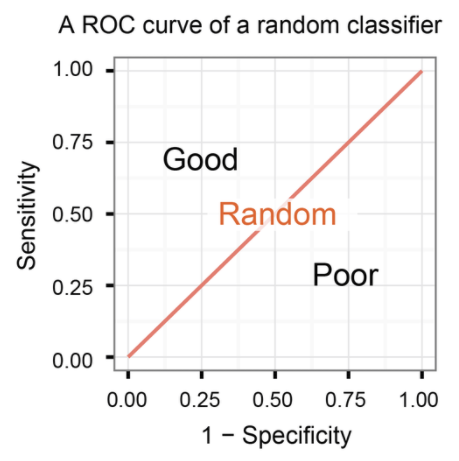 A ROC curve of a random classifier
1.00
0.75
0.50
0.25
0.00
Sensitivity
Good
Random
Poor
0.00 0.25 0.50 0.75 1.00
1 − Specificity